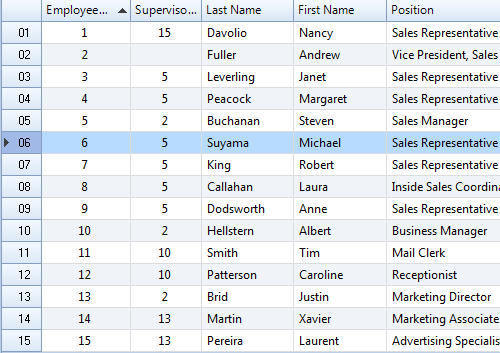 Employee... Superviso... Last Name First Name Position
01 1 15 Davolio Nancy Sales Representative
02 2 Fuller Andrew Vice President, Sales
03 3 5 Leverling Janet Sales Representative
04 4 5 Peacock Margaret Sales Representative
05 5 2 Buchanan Steven Sales Manager
06 6 5 Suyama Michael Sales Representative
07 7 5 King Robert Sales Representative
08 8 5 Callahan Laura Inside Sales Coordina
09 9 5 Dodsworth Anne Sales Representative
10 10 2 Hellstern Albert Business Manager
11 11 10 Smith Tim Mail Clerk
12 12 10 Patterson Caroline Receptionist
13 13 2 Brid Justin Marketing Director
14 14 13 Martin Xavier Marketing Associate
15 15 13 Pereira Laurent Advertising Specialis